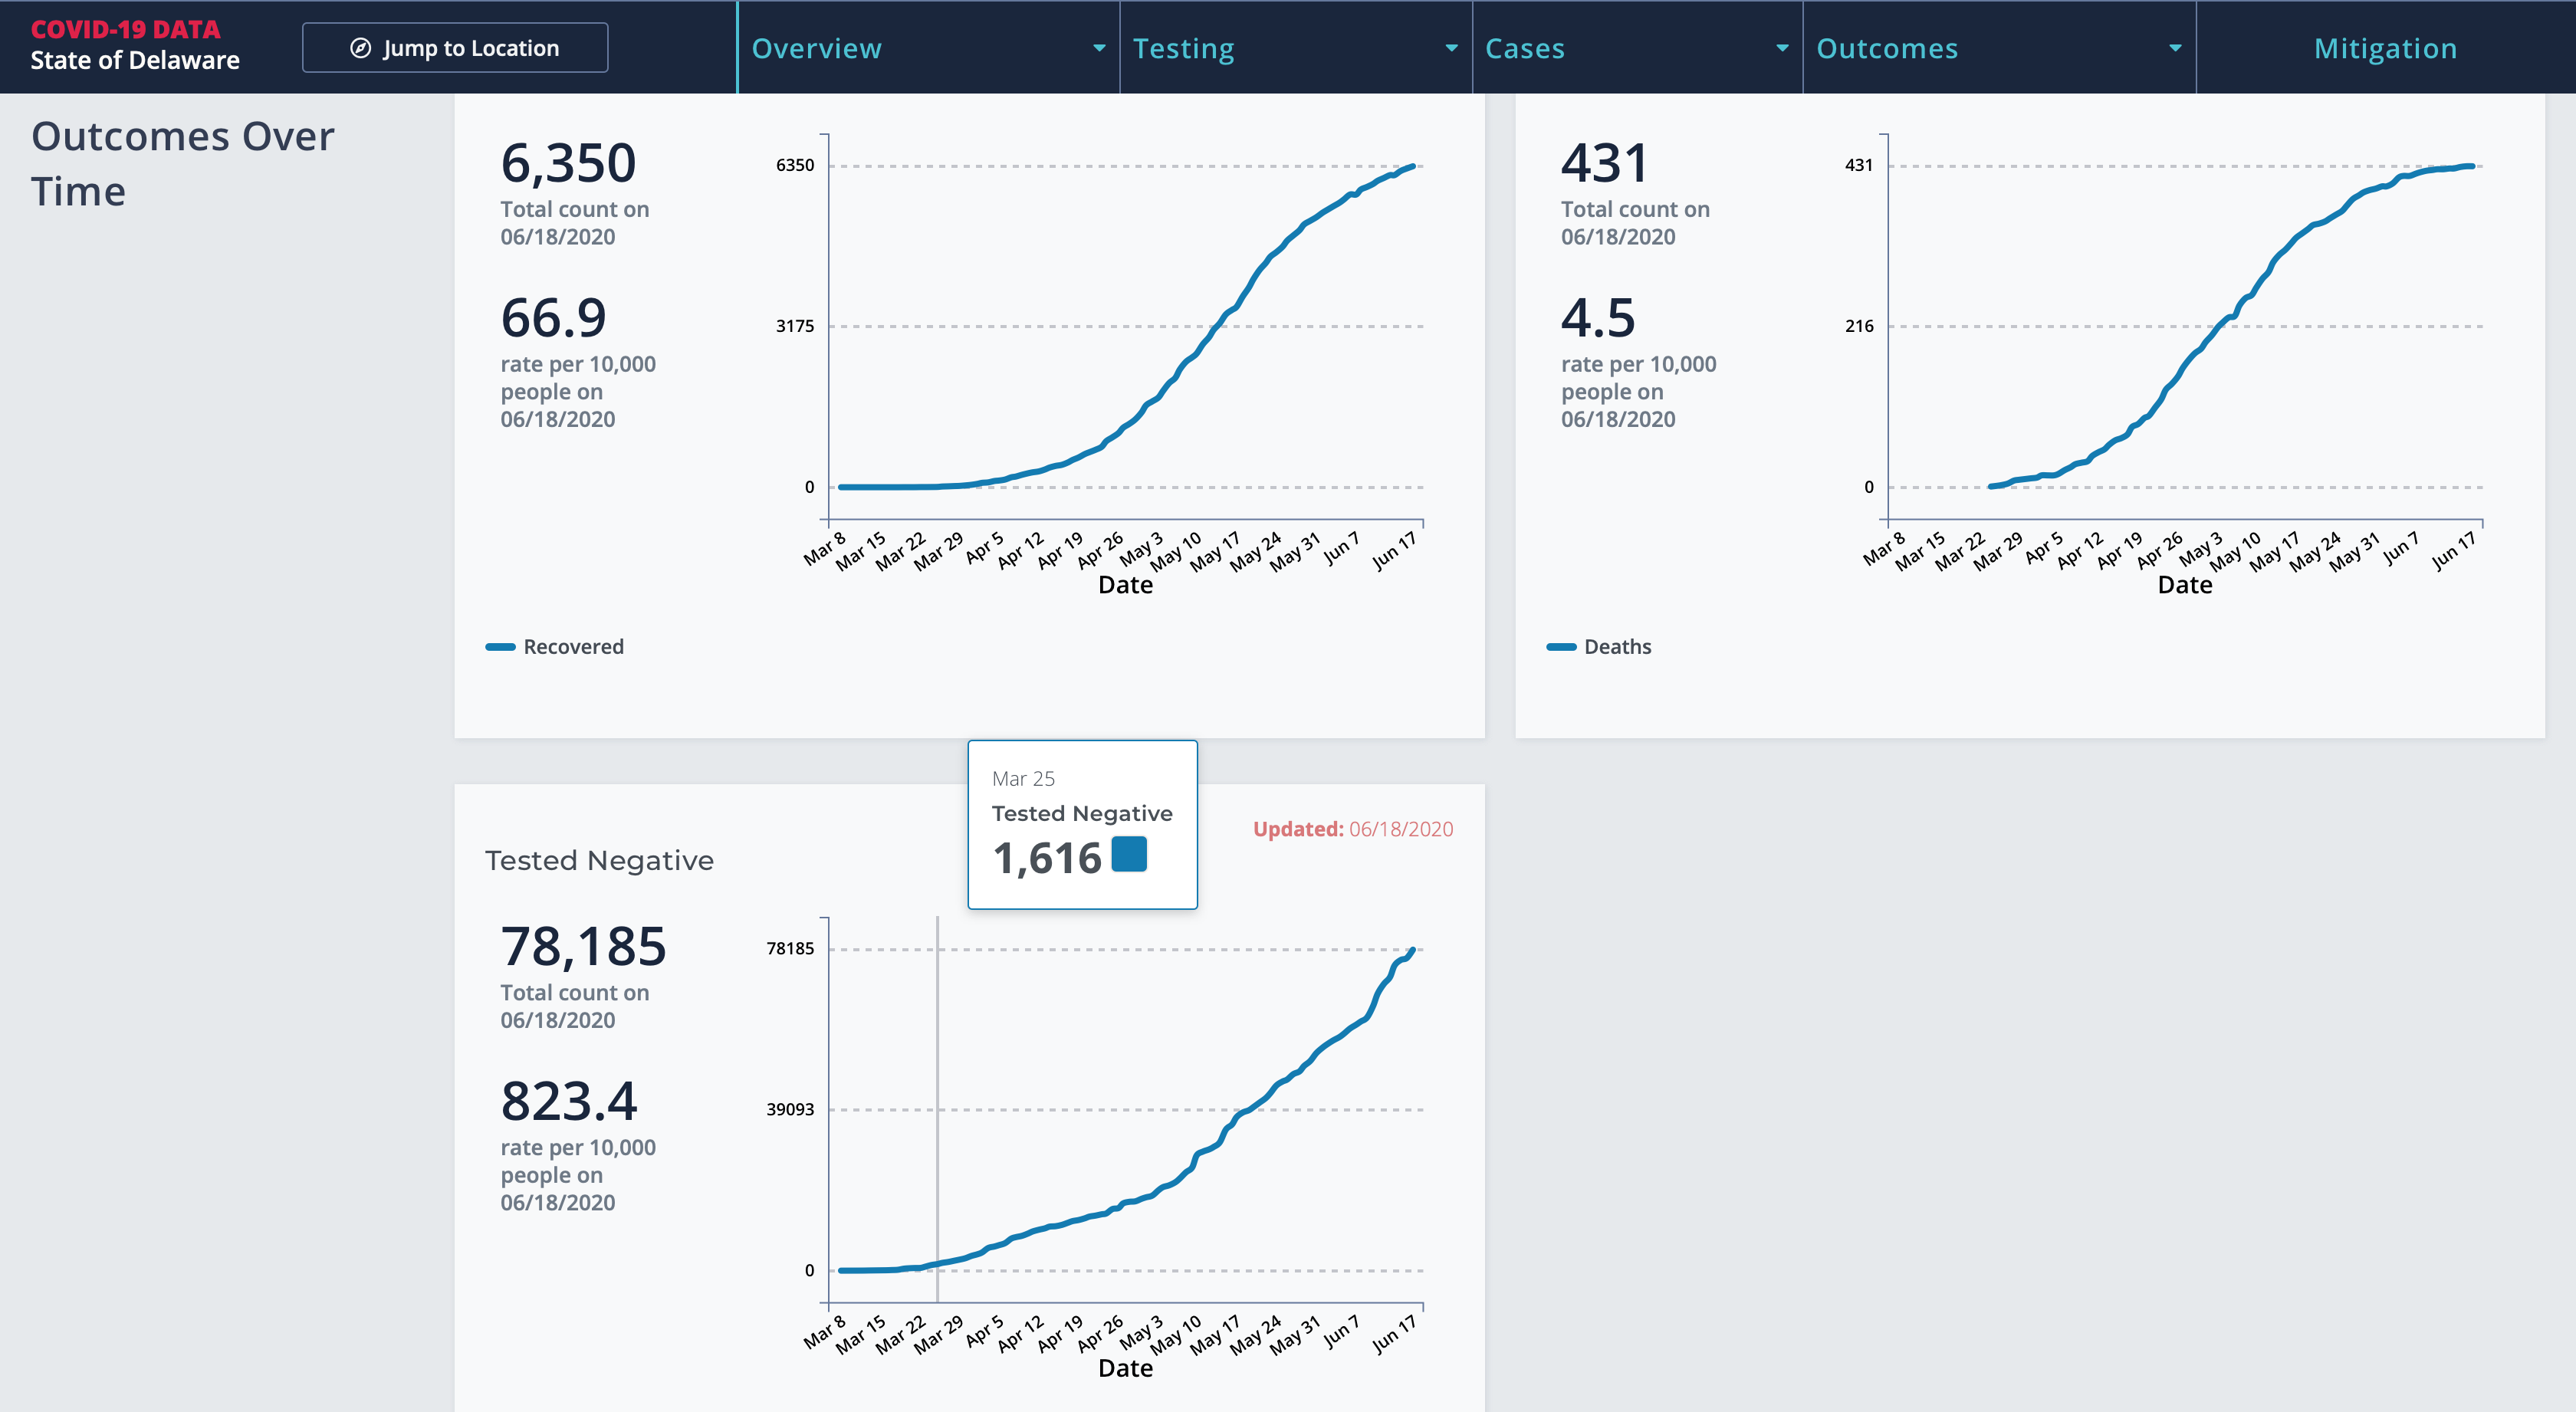 COVID-19 DATA
State of Delaware
Jump to Location
Overview
Testing
Cases
Outcomes
Mitigation
Outcomes Over
Time
6,350
Total count on
06/18/2020
66.9
rate per 10,000
people on
06/18/2020
6350
3175
0
Mar 8
Mar 15
Mar 22
Mar 29
Apr 5
Apr 12
Apr 19
Apr 26
May 3
May 10
May 17
May 24
May 31
Jun 7
Jun 17
Date
Recovered
431
Total count on
06/18/2020
4.5
rate per 10,000
people on
06/18/2020
431
216
0
Mar 8
Mar 15
Mar 22
Mar 29
Apr 5
Apr 12
Apr 19
Apr 26
May 3
May 10
May 17
May 24
May 31
Jun 7
Jun 17
Date
Deaths
Mar 25
Tested Negative
1,616
Updated: 06/18/2020
Tested Negative
78,185
Total count on
06/18/2020
823.4
rate per 10,000
people on
06/18/2020
78185
39093
0
Mar 8
Mar 15
Mar 22
Mar 29
Apr 5
Apr 12
Apr 19
Apr 26
May 3
May 10
May 17
May 24
May 31
Jun 7
Jun 17
Date